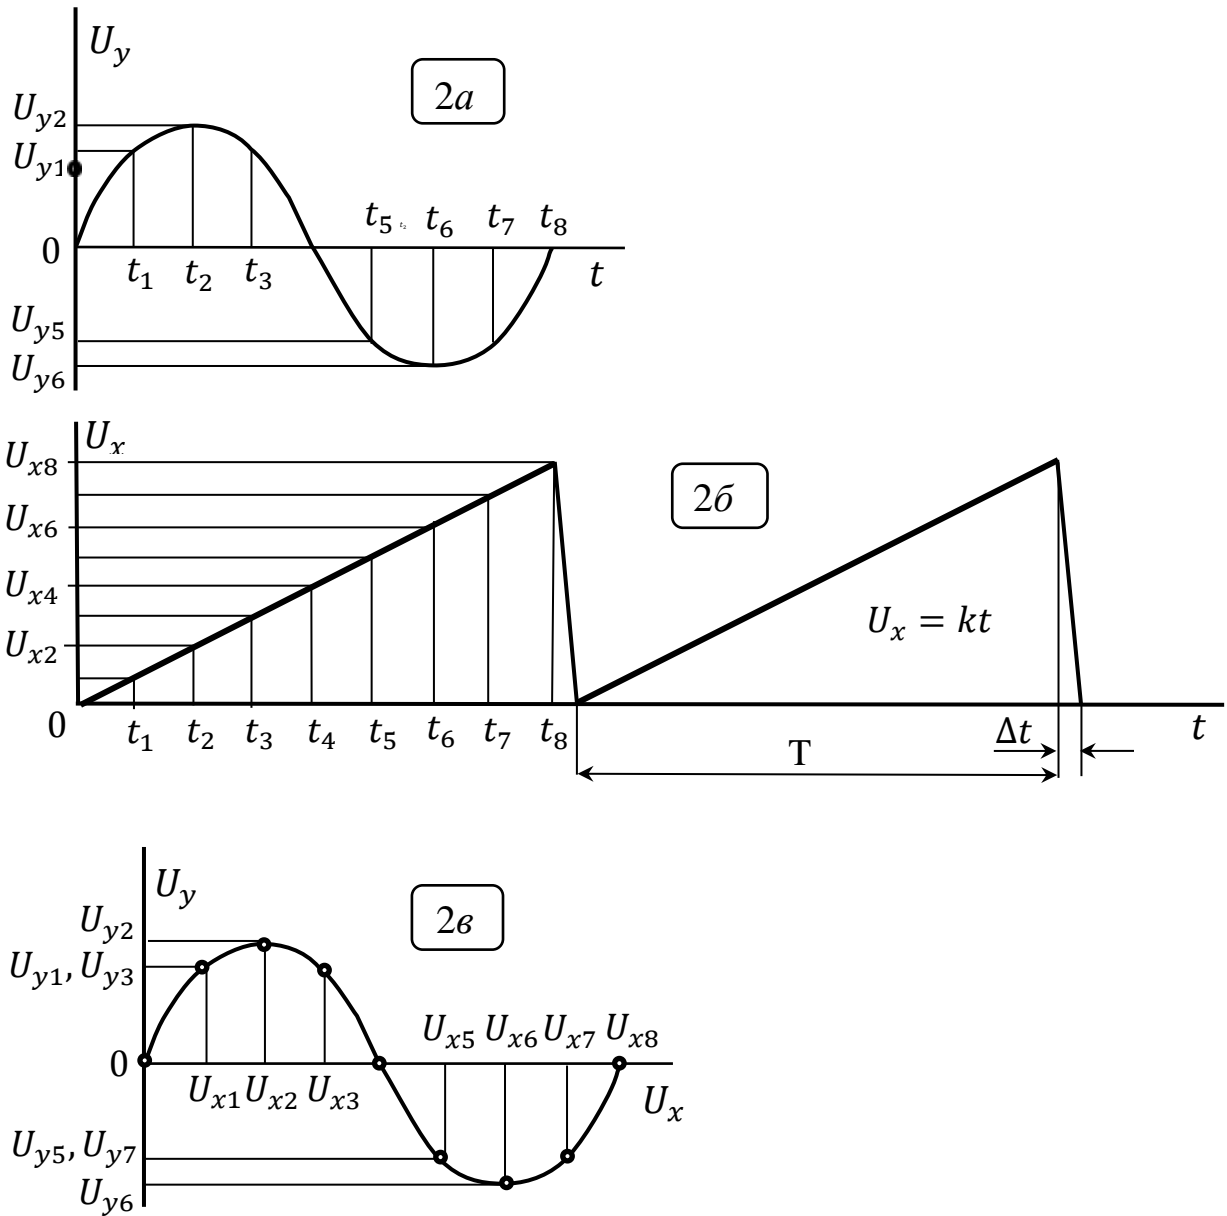 U_y
2а
U_y2
U_y1
t_5 t_6 t_7 t_8
0
t_1 t_2 t_3 t
U_y5
U_y6
U_x
U_x8
2б
U_x6
U_x4
U_x = kt
U_x2
0 t_1 t_2 t_3 t_4 t_5 t_6 t_7 t_8 T Δt t
U_y
2в
U_y2
U_y1, U_y3
U_x5 U_x6 U_x7 U_x8
0
U_x1 U_x2 U_x3 U_x
U_y5, U_y7
U_y6